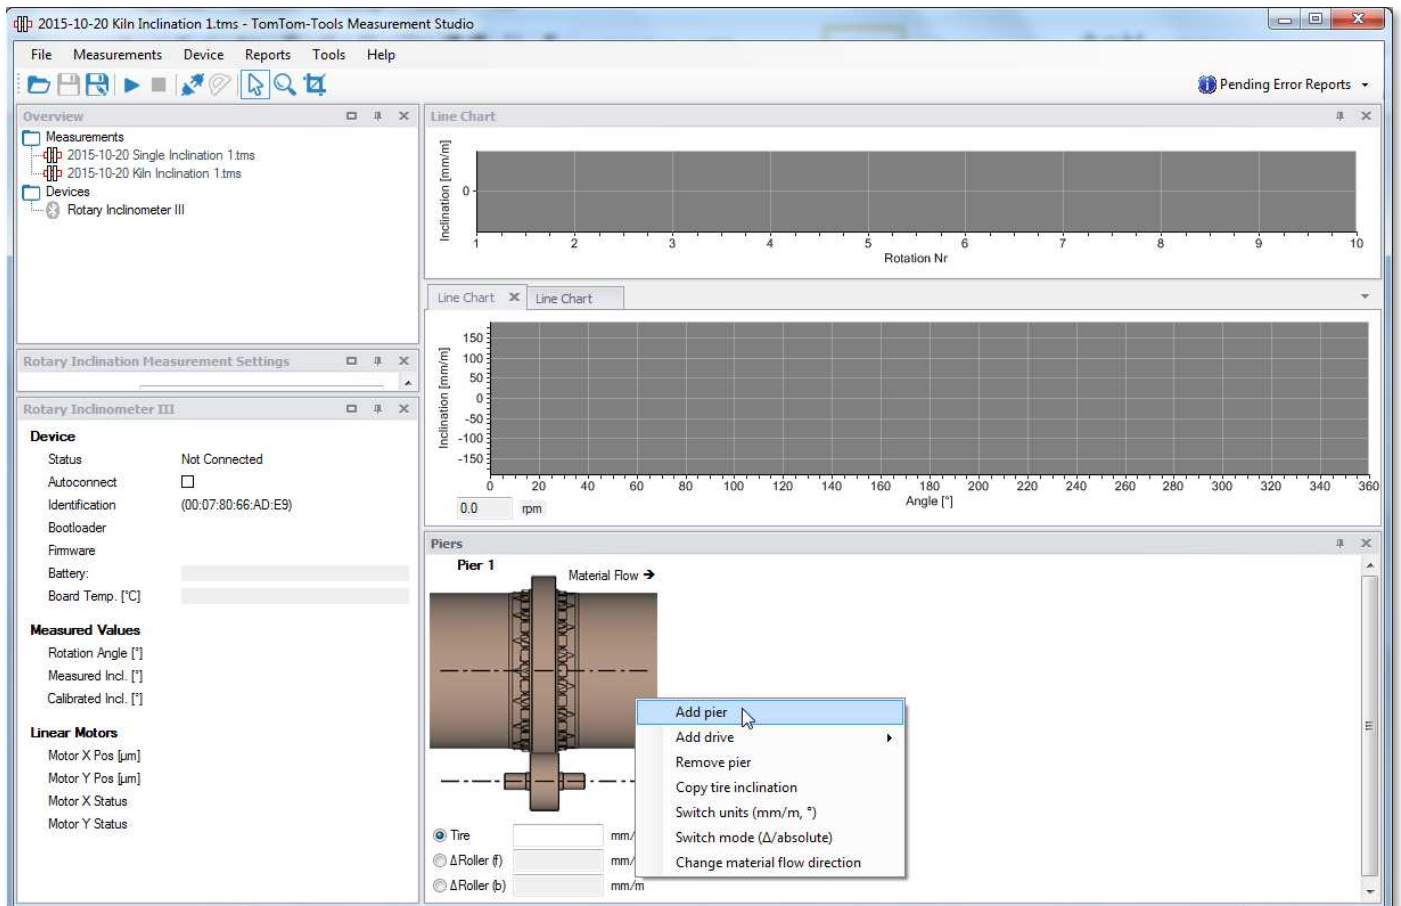 2015-10-20 Kiln Inclination 1.tms - TomTom-Tools Measurement Studio
File Measurements Device Reports Tools Help
Pending Error Reports
Overview
Measurements
2015-10-20 Single Inclination 1.tms
2015-10-20 Kiln Inclination 1.tms
Devices
Rotary Inclinometer III
Rotary Inclination Measurement Settings
Rotary Inclinometer III
Device
Status Not Connected
Autoconnect
Identification (00:07:80:66:AD:E9)
Bootloader
Firmware
Battery:
Board Temp. [°C]
Measured Values
Rotation Angle [°]
Measured Incl. [°]
Calibrated Incl. [°]
Linear Motors
Motor X Pos [µm]
Motor Y Pos [µm]
Motor X Status
Motor Y Status
Line Chart
Inclination [mm/m]
0
1 2 3 4 5 6 7 8 9 10
Rotation Nr
Line Chart Line Chart
Inclination [mm/m]
150
100
50
0
-50
-100
-150
0 20 40 60 80 100 120 140 160 180 200 220 240 260 280 300 320 340 360
Angle [°]
0.0 rpm
Piers
Pier 1
Material Flow ➔
Tire mm/
ΔRoller (f) mm/
ΔRoller (b) mm/m
Add pier
Add drive
Remove pier
Copy tire inclination
Switch units (mm/m, °)
Switch mode (Δ/absolute)
Change material flow direction